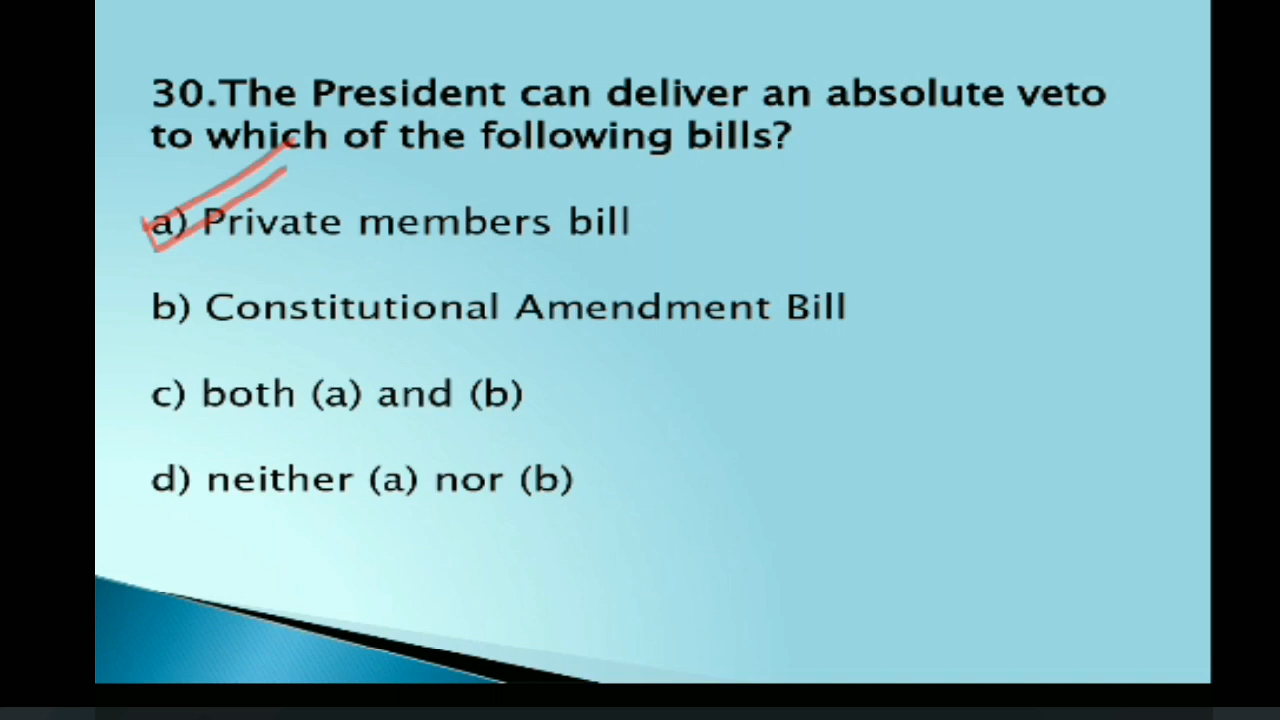 30.The President can deliver an absolute veto
to which of the following bills?
a) Private members bill
b) Constitutional Amendment Bill
c) both (a) and (b)
d) neither (a) nor (b)